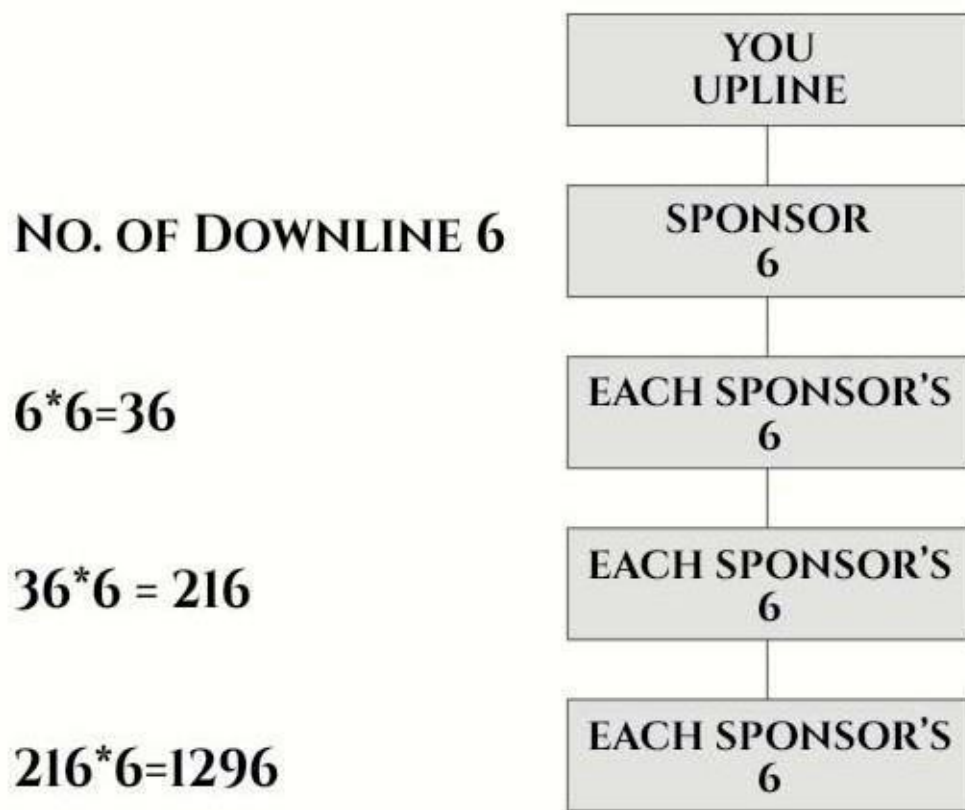 YOU
UPLINE
NO. OF DOWNLINE 6
SPONSOR
6
6*6=36
EACH SPONSOR'S
6
36*6 = 216
EACH SPONSOR'S
6
216*6=1296
EACH SPONSOR'S
6